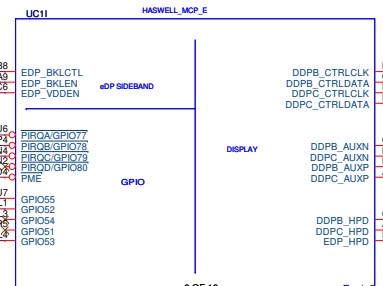 UC1I
HASWELL_MCP_E
EDP_BKLCTL
EDP_BKLEN
EDP_VDDEN
eDP SIDEBAND
DDPB_CTRLCLK
DDPB_CTRLDATA
DDPC_CTRLCLK
DDPC_CTRLDATA
PIRQA/GPIO77
PIRQB/GPIO78
PIRQC/GPIO79
PIRQD/GPIO80
PME
GPIO
DISPLAY
DDPB_AUXN
DDPC_AUXN
DDPB_AUXP
DDPC_AUXP
GPIO55
GPIO52
GPIO54
GPIO51
GPIO53
DDPB_HPD
DDPC_HPD
EDP_HPD